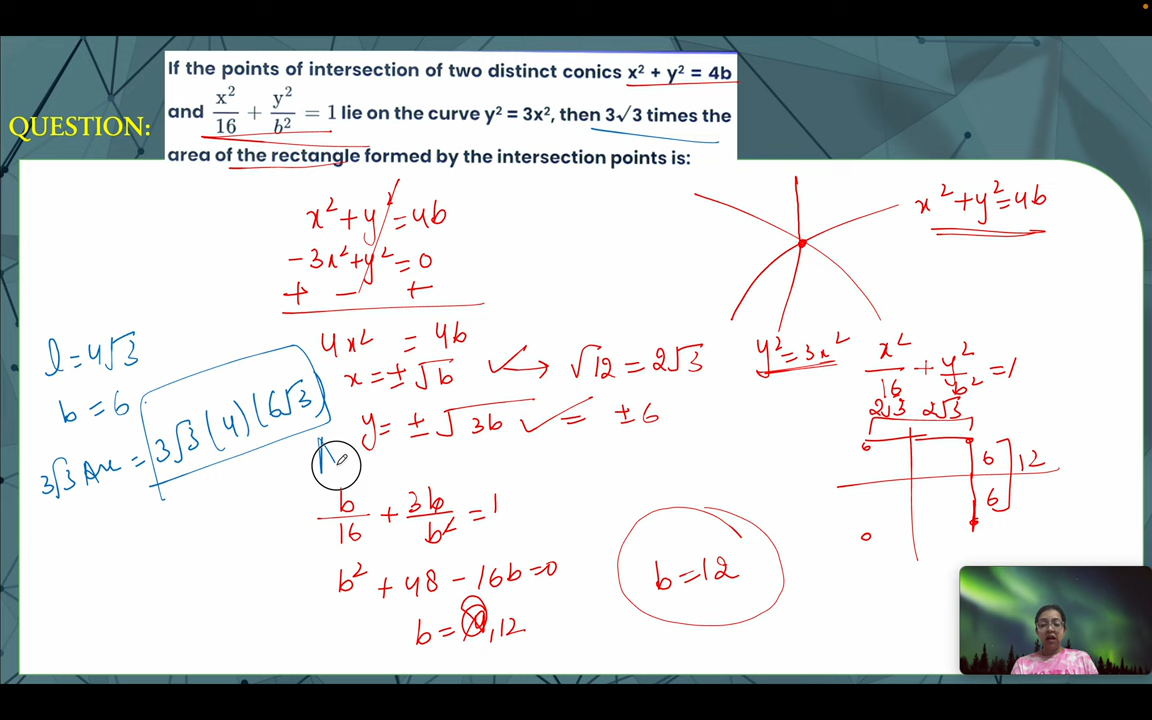 If the points of intersection of two distinct conics x² + y² = 4b
and x²/16 + y²/b² = 1 lie on the curve y² = 3x², then 3√3 times the
area of the rectangle formed by the intersection points is:
QUESTION:
x² + y² = 4b
-3x² + y² = 0
+ - +
4x² = 4b
x = ± √b → √12 = 2√3
y = ± √3b = ±6
b/16 + 3b/b² = 1
b² + 48 - 16b = 0
b = 4, 12
b = 12
x² + y² = 4b
y² = 3x²
x²/16 + y²/b² = 1
2√3 2√3
6
6
12
l = 4√3
b = 6
3√3 Are = 3√3 (4) (6√3)